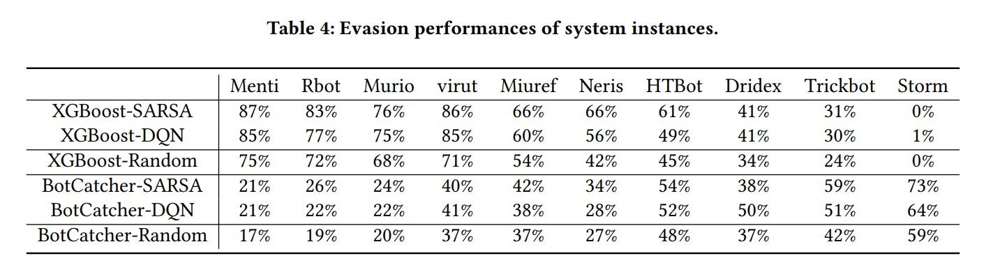 Table 4: Evasion performances of system instances.
Menti Rbot Murio virut Miuref Neris HTBot Dridex Trickbot Storm
XGBoost-SARSA 87% 83% 76% 86% 66% 66% 61% 41% 31% 0%
XGBoost-DQN 85% 77% 75% 85% 60% 56% 49% 41% 30% 1%
XGBoost-Random 75% 72% 68% 71% 54% 42% 45% 34% 24% 0%
BotCatcher-SARSA 21% 26% 24% 40% 42% 34% 54% 38% 59% 73%
BotCatcher-DQN 21% 22% 22% 41% 38% 28% 52% 50% 51% 64%
BotCatcher-Random 17% 19% 20% 37% 37% 27% 48% 37% 42% 59%